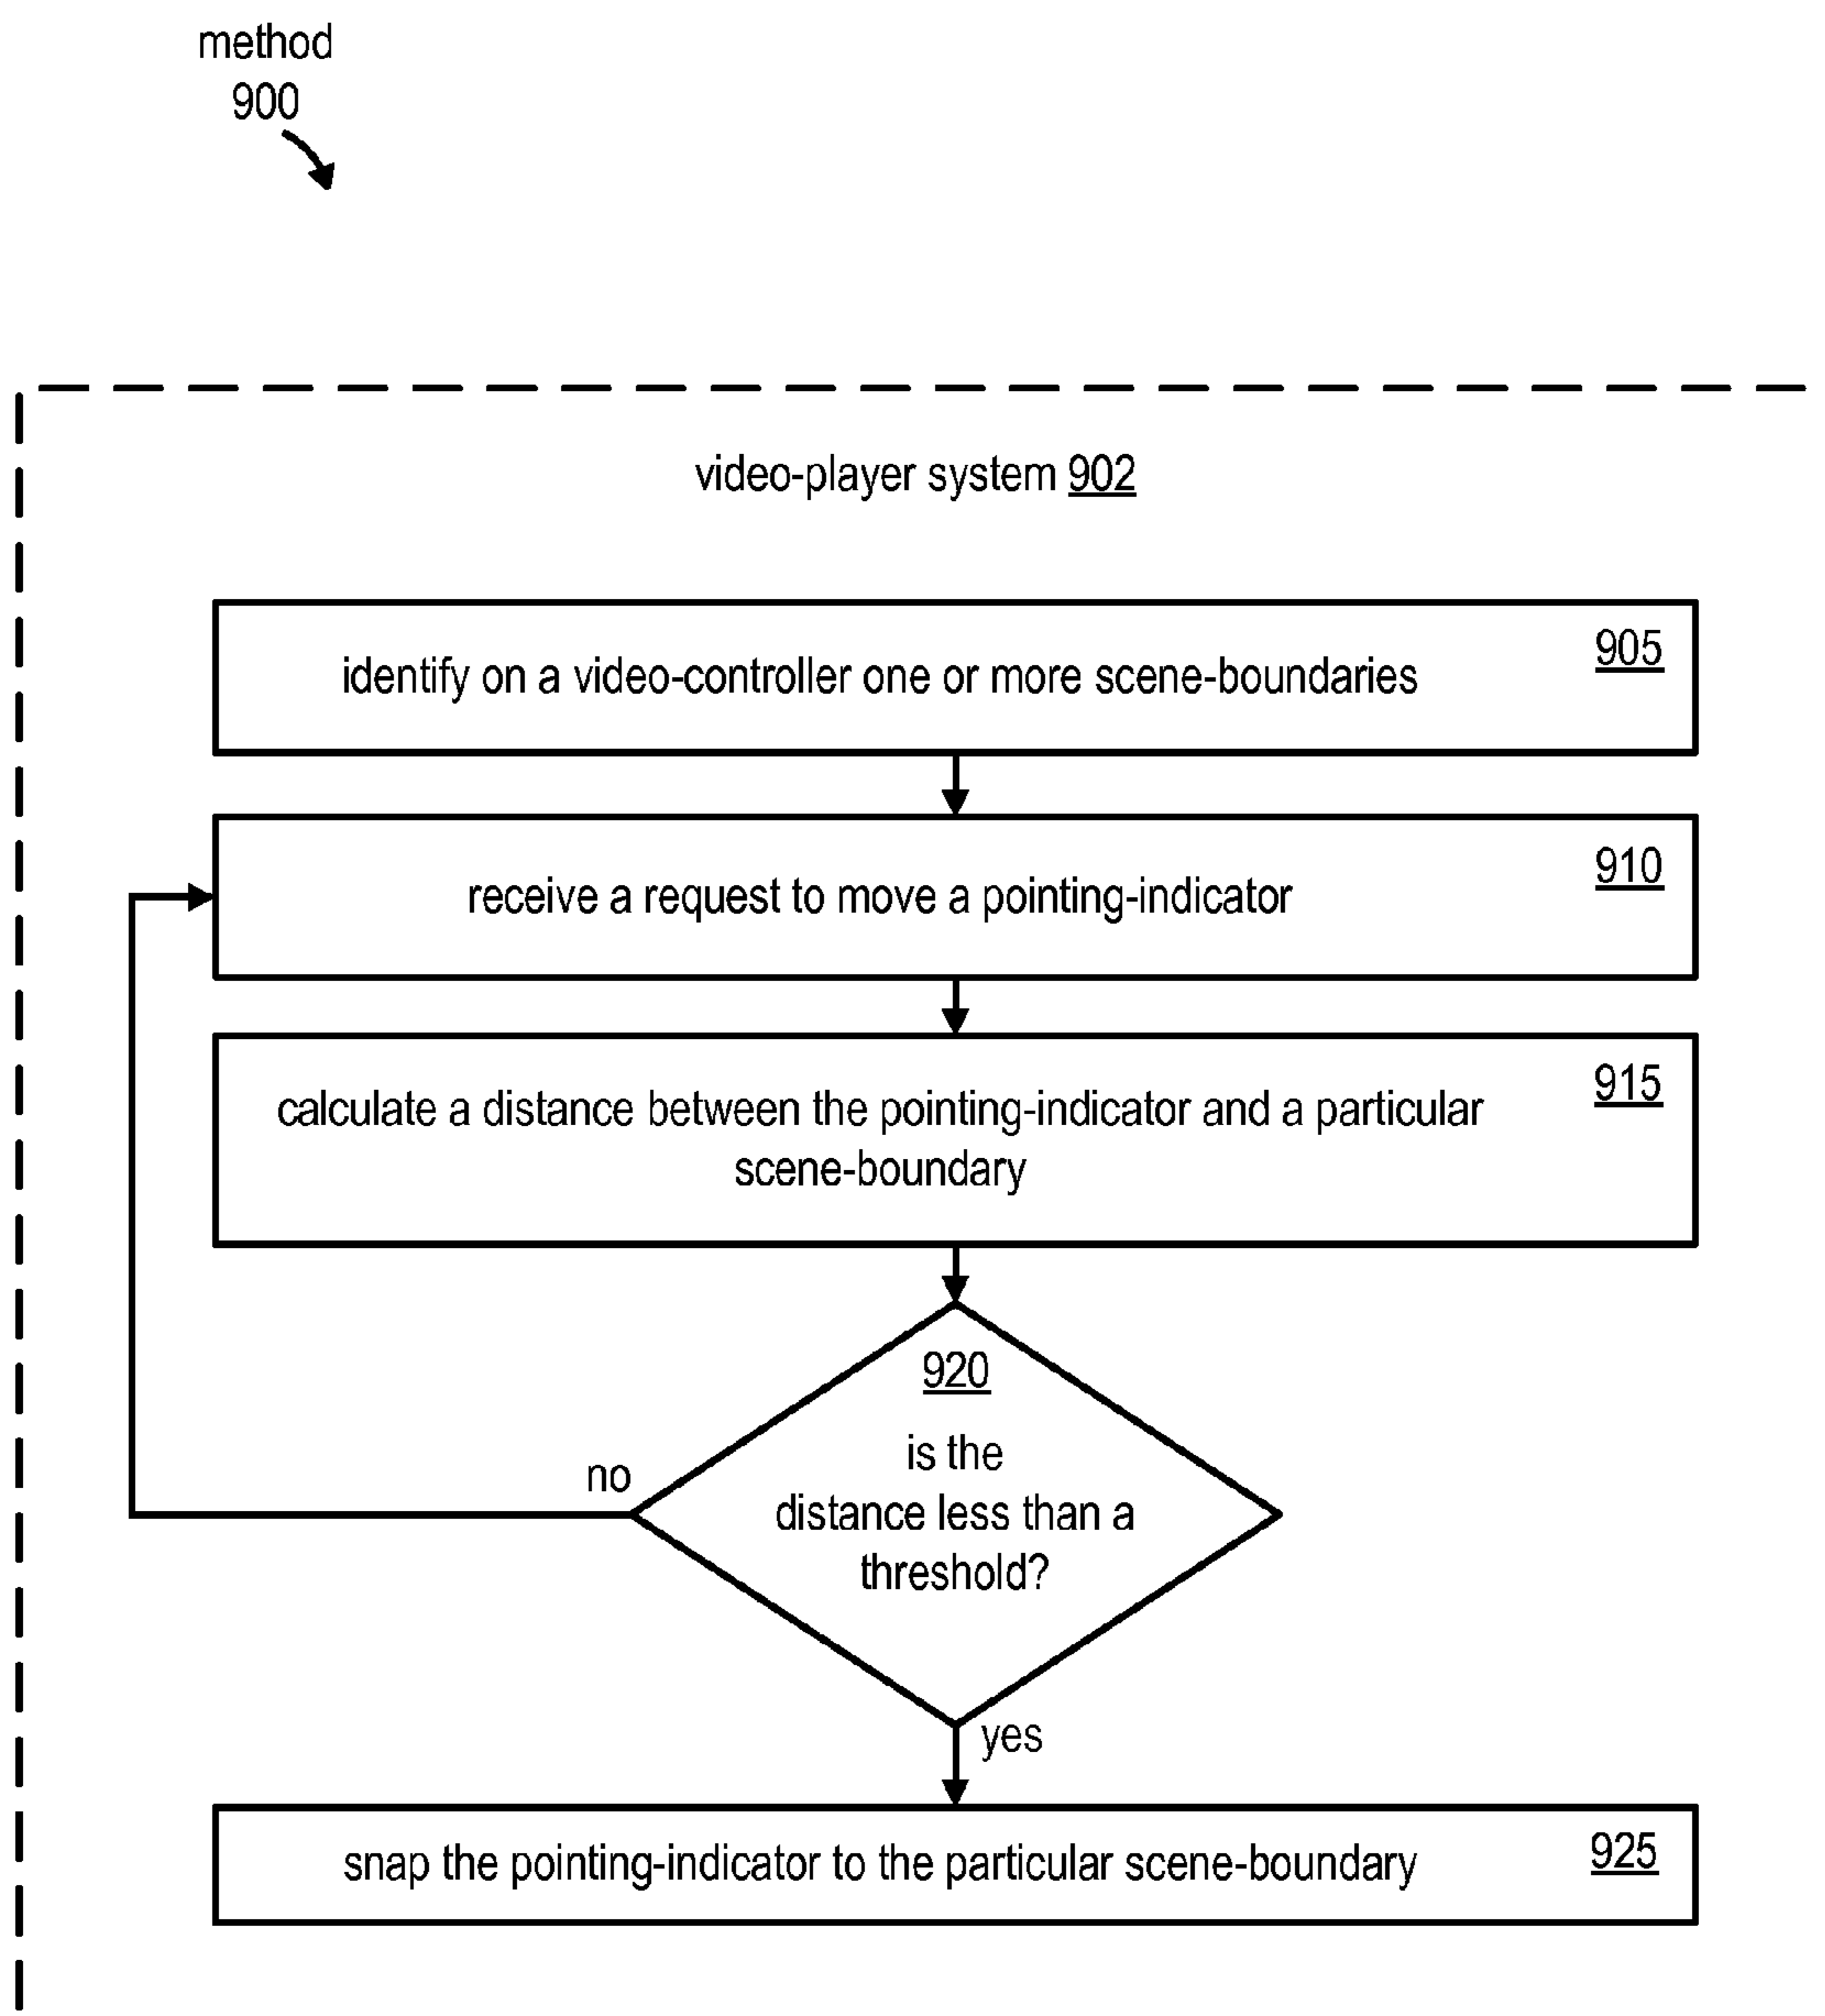 method
900
video-player system 902
905
identify on a video-controller one or more scene-boundaries
910
receive a request to move a pointing-indicator
915
calculate a distance between the pointing-indicator and a particular
scene-boundary
920
is the
distance less than a
threshold?
no
yes
925
snap the pointing-indicator to the particular scene-boundary